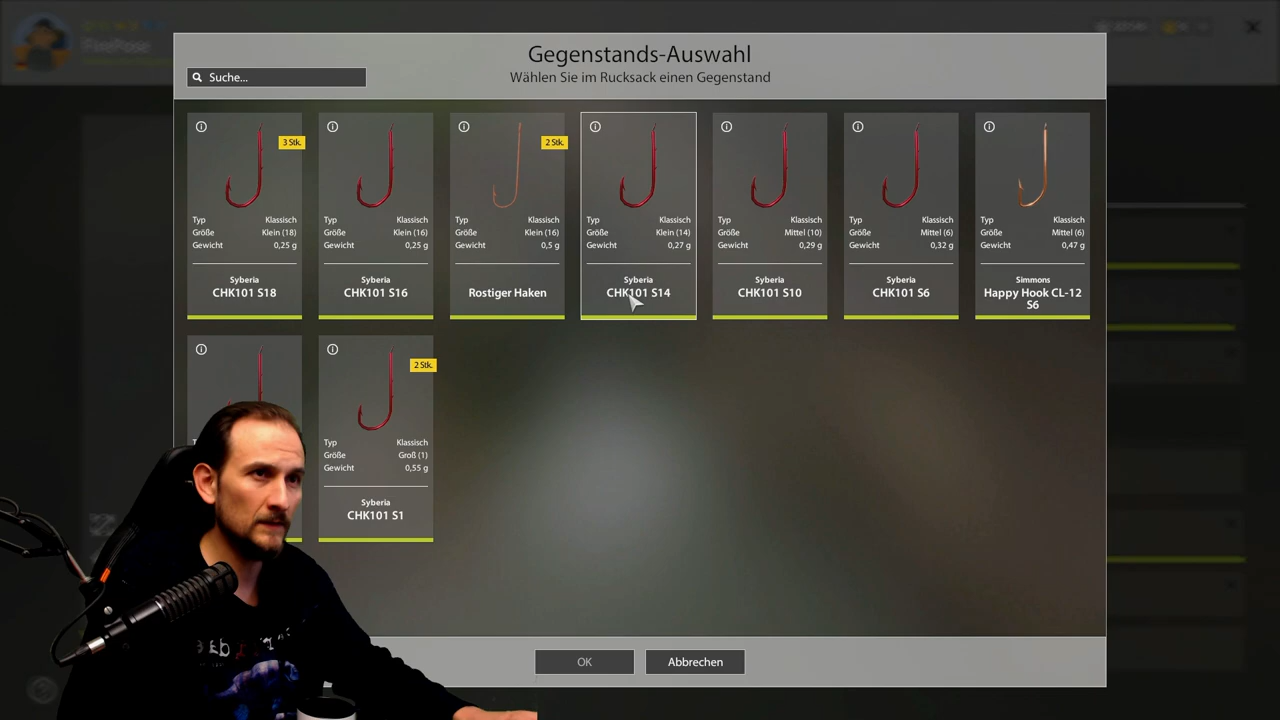 Gegenstands-Auswahl
Wählen Sie im Rucksack einen Gegenstand
Suche...
3 Stk.
Typ Klassisch
Größe Klein (18)
Gewicht 0,25 g
Syberia
CHK101 S18
Typ Klassisch
Größe Klein (16)
Gewicht 0,25 g
Syberia
CHK101 S16
2 Stk.
Typ Klassisch
Größe Klein (16)
Gewicht 0,5 g
Rostiger Haken
Typ Klassisch
Größe Klein (14)
Gewicht 0,27 g
Syberia
CHK101 S14
Typ Klassisch
Größe Mittel (10)
Gewicht 0,29 g
Syberia
CHK101 S10
Typ Klassisch
Größe Mittel (6)
Gewicht 0,32 g
Syberia
CHK101 S6
Typ Klassisch
Größe Mittel (6)
Gewicht 0,47 g
Simmons
Happy Hook CL-12
S6
2 Stk.
Typ Klassisch
Größe Groß (1)
Gewicht 0,55 g
Syberia
CHK101 S1
OK
Abbrechen